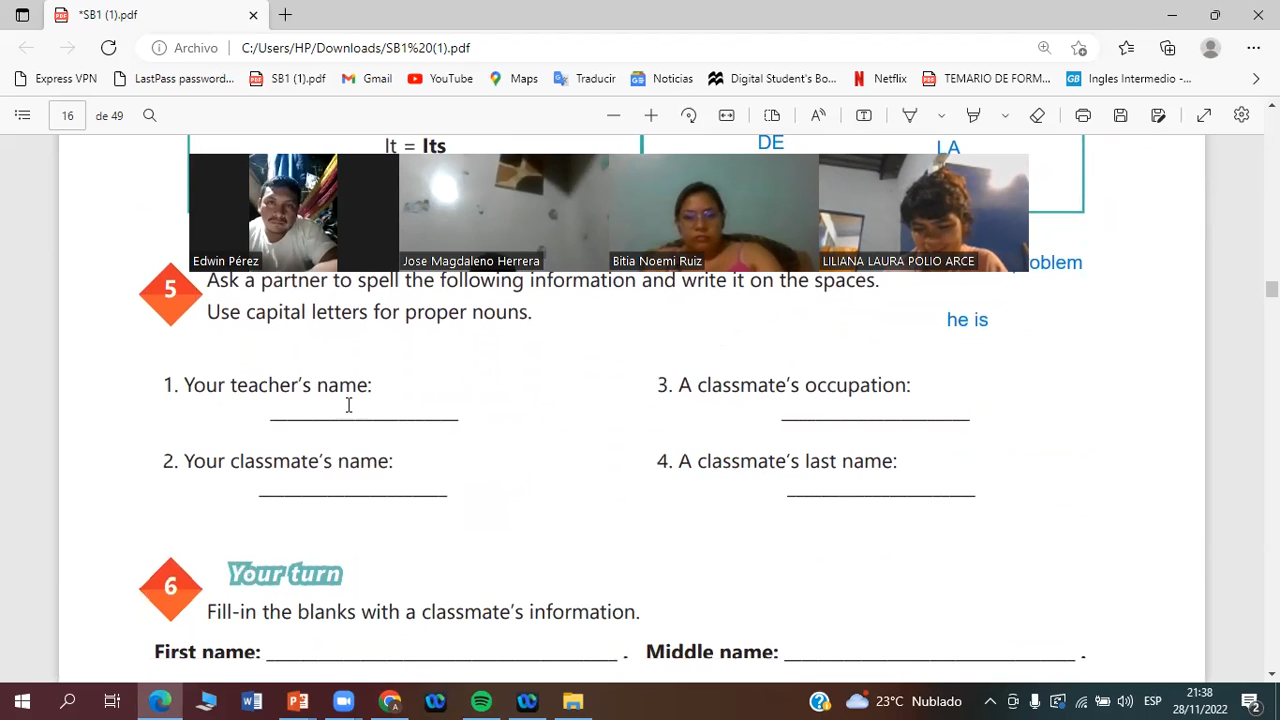 *SB1 (1).pdf
Archivo C:/Users/HP/Downloads/SB1%20(1).pdf
Express VPN LastPass password... SB1 (1).pdf Gmail YouTube Maps Traducir Noticias Digital Student's Bo... Netflix TEMARIO DE FORM... Ingles Intermedio -...
16 de 49
It = Its
DE LA
Edwin Pérez Jose Magdaleno Herrera Bitia Noemi Ruiz LILIANA LAURA POLIO ARCE
oblem
5 Ask a partner to spell the following information and write it on the spaces.
Use capital letters for proper nouns.
he is
1. Your teacher's name:
3. A classmate's occupation:
2. Your classmate's name:
4. A classmate's last name:
6 Your turn
Fill-in the blanks with a classmate's information.
First name: ______ . Middle name: ______ .
23°C Nublado ESP 21:38
28/11/2022 2